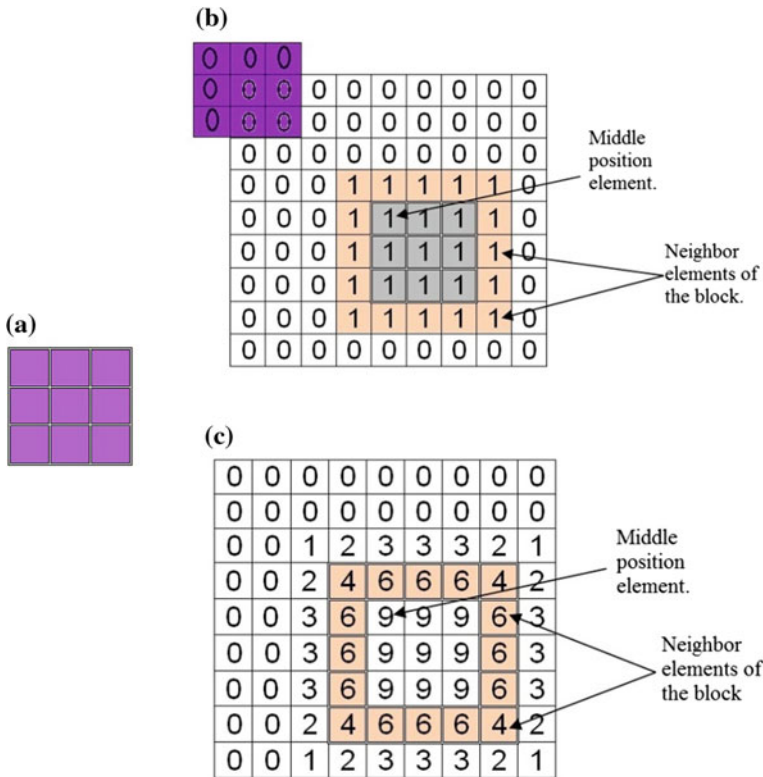 (b)
0 0 0
0 0 0 0 0 0 0 0 0 0
0 0 0 0 0 0 0 0 0 0
0 0 0 0 0 0 0 0 0
0 0 0 1 1 1 1 1 0
0 0 0 1 1 1 1 1 0
0 0 0 1 1 1 1 1 0
0 0 0 1 1 1 1 1 0
0 0 0 1 1 1 1 1 0
0 0 0 0 0 0 0 0 0
Middle
position
element.
Neighbor
elements of
the block.
(a)
(c)
0 0 0 0 0 0 0 0 0
0 0 0 0 0 0 0 0 0
0 0 1 2 3 3 3 2 1
0 0 2 4 6 6 6 4 2
0 0 3 6 9 9 9 6 3
0 0 3 6 9 9 9 6 3
0 0 3 6 9 9 9 6 3
0 0 2 4 6 6 6 4 2
0 0 1 2 3 3 3 2 1
Middle
position
element.
Neighbor
elements of
the block